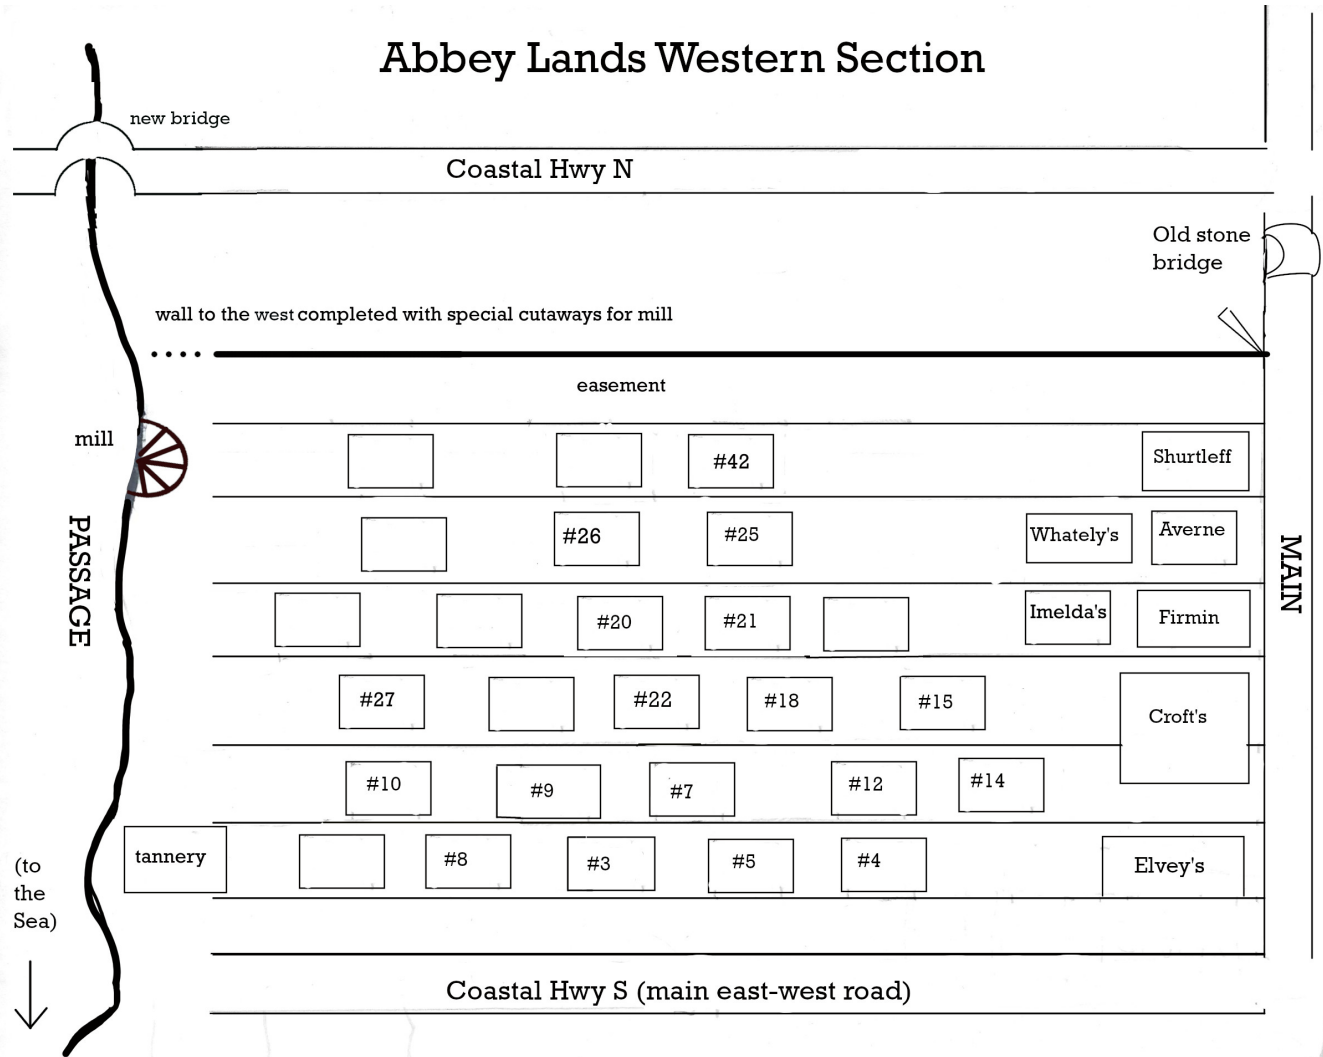 Abbey Lands Western Section
new bridge
Coastal Hwy N
Old stone
bridge
wall to the west completed with special cutaways for mill
easement
mill
#42
Shurtleff
#26
#25
Whately's
Averne
PASSAGE
MAIN
#20
#21
Imelda's
Firmin
#27
#22
#18
#15
Croft's
#10
#9
#7
#12
#14
tannery
#8
#3
#5
#4
Elvey's
(to
the
Sea)
Coastal Hwy S (main east-west road)